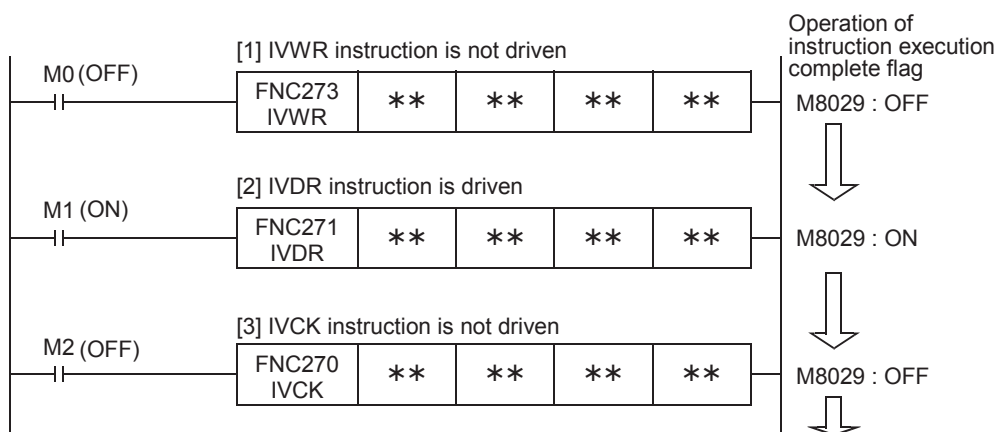 Operation of
instruction execution
complete flag
[1] IVWR instruction is not driven
M0 (OFF)
FNC273
IVWR
** ** ** **
M8029 : OFF
[2] IVDR instruction is driven
M1 (ON)
FNC271
IVDR
** ** ** **
M8029 : ON
[3] IVCK instruction is not driven
M2 (OFF)
FNC270
IVCK
** ** ** **
M8029 : OFF